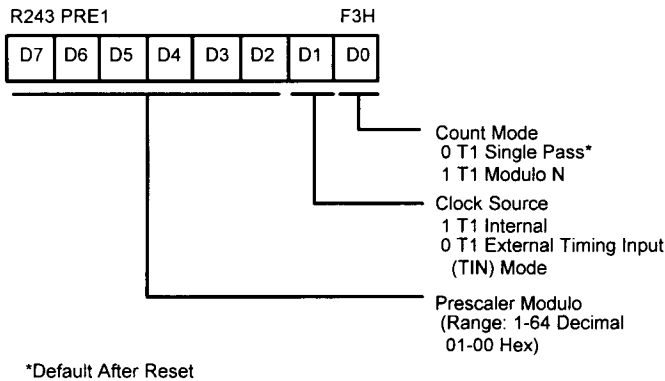 R243 PRE1 F3H
D7 D6 D5 D4 D3 D2 D1 D0
Count Mode
0 T1 Single Pass*
1 T1 Modulo N
Clock Source
1 T1 Internal
0 T1 External Timing Input
(TIN) Mode
Prescaler Modulo
(Range: 1-64 Decimal
01-00 Hex)
*Default After Reset